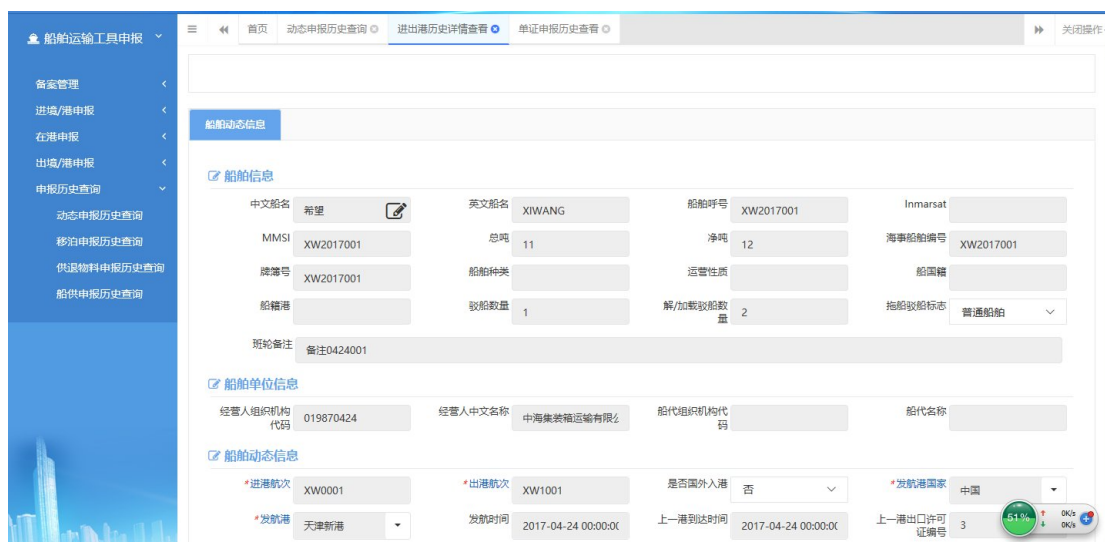 船舶运输工具申报
首页 动态申报历史查询 进出港历史详情查看 单证申报历史查看 关闭操作
备案管理
进境/港申报
在港申报
出境/港申报
申报历史查询
动态申报历史查询
移泊申报历史查询
供退物料申报历史查询
船供申报历史查询
船舶动态信息
船舶信息
中文船名 希望 英文船名 XIWANG 船舶呼号 XW2017001 Inmarsat
MMSI XW2017001 总吨 11 净吨 12 海事船舶编号 XW2017001
牌簿号 XW2017001 船舶种类 运营性质 船国籍
船籍港 驳船数量 1 解/加载驳船数量 2 拖船驳船标志 普通船舶
班轮备注 备注0424001
船舶单位信息
经营人组织机构代码 019870424 经营人中文名称 中海集装箱运输有限 船代组织机构代码 船代名称
船舶动态信息
*进港航次 XW0001 *出港航次 XW1001 是否国外入港 否 *发航港国家 中国
*发航港 天津新港 发航时间 2017-04-24 00:00:0 上一港到达时间 2017-04-24 00:00:0 上一港出口许可证编号 3
51% 0K/s
0K/s